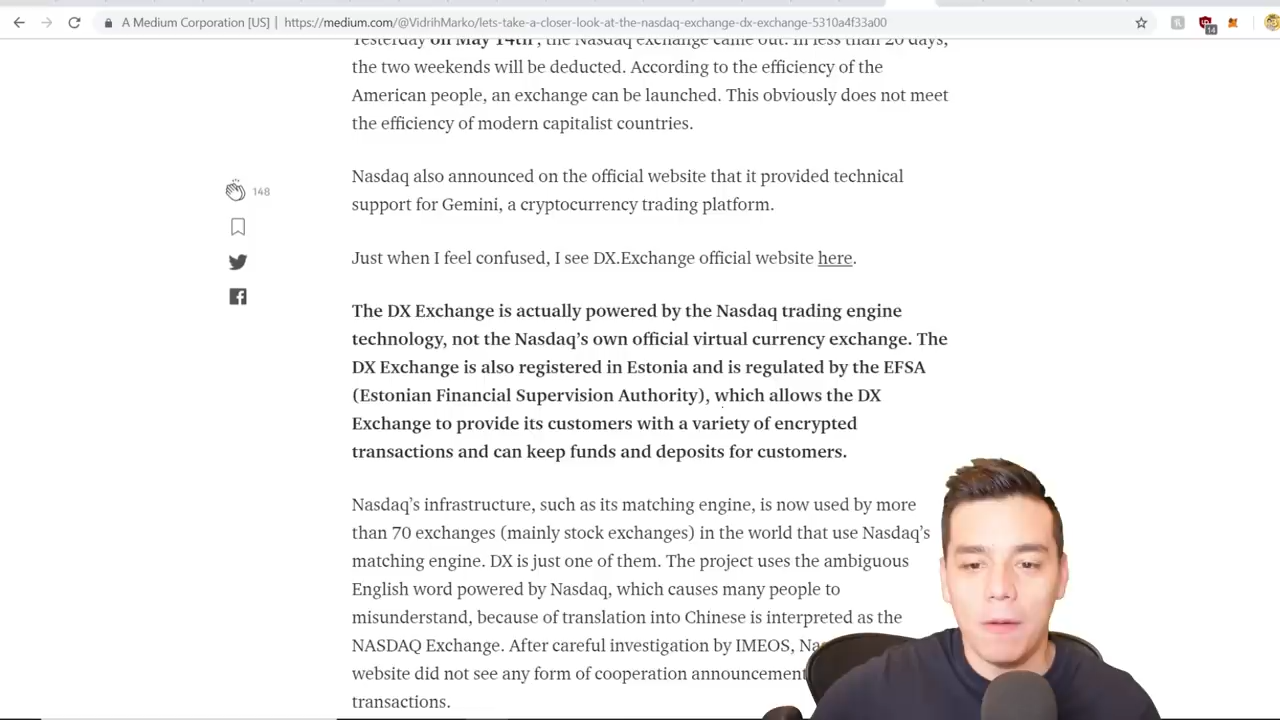 A Medium Corporation [US] | https://medium.com/@VidrihMarko/lets-take-a-closer-look-at-the-nasdaq-exchange-dx-exchange-5310a4f33a00
14
Yesterday on May 14th , the Nasdaq exchange came out. In less than 20 days,
the two weekends will be deducted. According to the efficiency of the
American people, an exchange can be launched. This obviously does not meet
the efficiency of modern capitalist countries.
148
Nasdaq also announced on the official website that it provided technical
support for Gemini, a cryptocurrency trading platform.
Just when I feel confused, I see DX.Exchange official website here.
The DX Exchange is actually powered by the Nasdaq trading engine
technology, not the Nasdaq’s own official virtual currency exchange. The
DX Exchange is also registered in Estonia and is regulated by the EFSA
(Estonian Financial Supervision Authority), which allows the DX
Exchange to provide its customers with a variety of encrypted
transactions and can keep funds and deposits for customers.
Nasdaq’s infrastructure, such as its matching engine, is now used by more
than 70 exchanges (mainly stock exchanges) in the world that use Nasdaq’s
matching engine. DX is just one of them. The project uses the ambiguous
English word powered by Nasdaq, which causes many people to
misunderstand, because of translation into Chinese is interpreted as the
NASDAQ Exchange. After careful investigation by IMEOS,
website did not see any form of cooperation announcement
transactions.